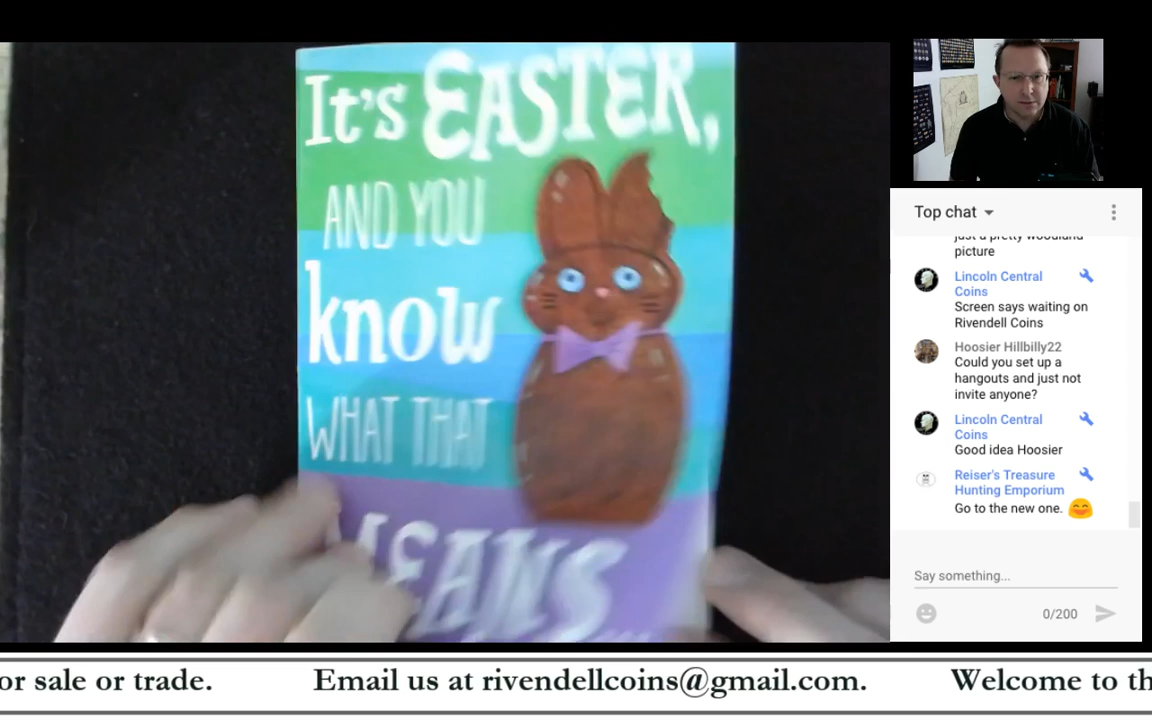 It's EASTER,
AND YOU
know
WHAT THAT
MEANS...
Top chat
just a pretty woodland
picture
Lincoln Central
Coins
Screen says waiting on
Rivendell Coins
Hoosier Hillbilly22
Could you set up a
hangouts and just not
invite anyone?
Lincoln Central
Coins
Good idea Hoosier
Reiser's Treasure
Hunting Emporium
Go to the new one.
Say something...
0/200
or sale or trade. Email us at rivendellcoins@gmail.com. Welcome to th